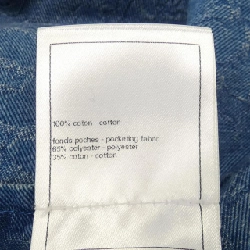 100% coton - cotton
fonds poches - pocketing fabric
65% polyester - polyester
35% coton - cotton